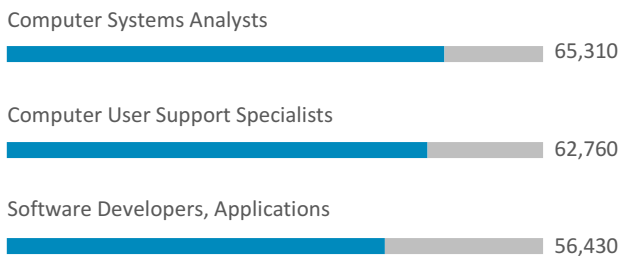 Computer Systems Analysts
65,310
Computer User Support Specialists
62,760
Software Developers, Applications
56,430